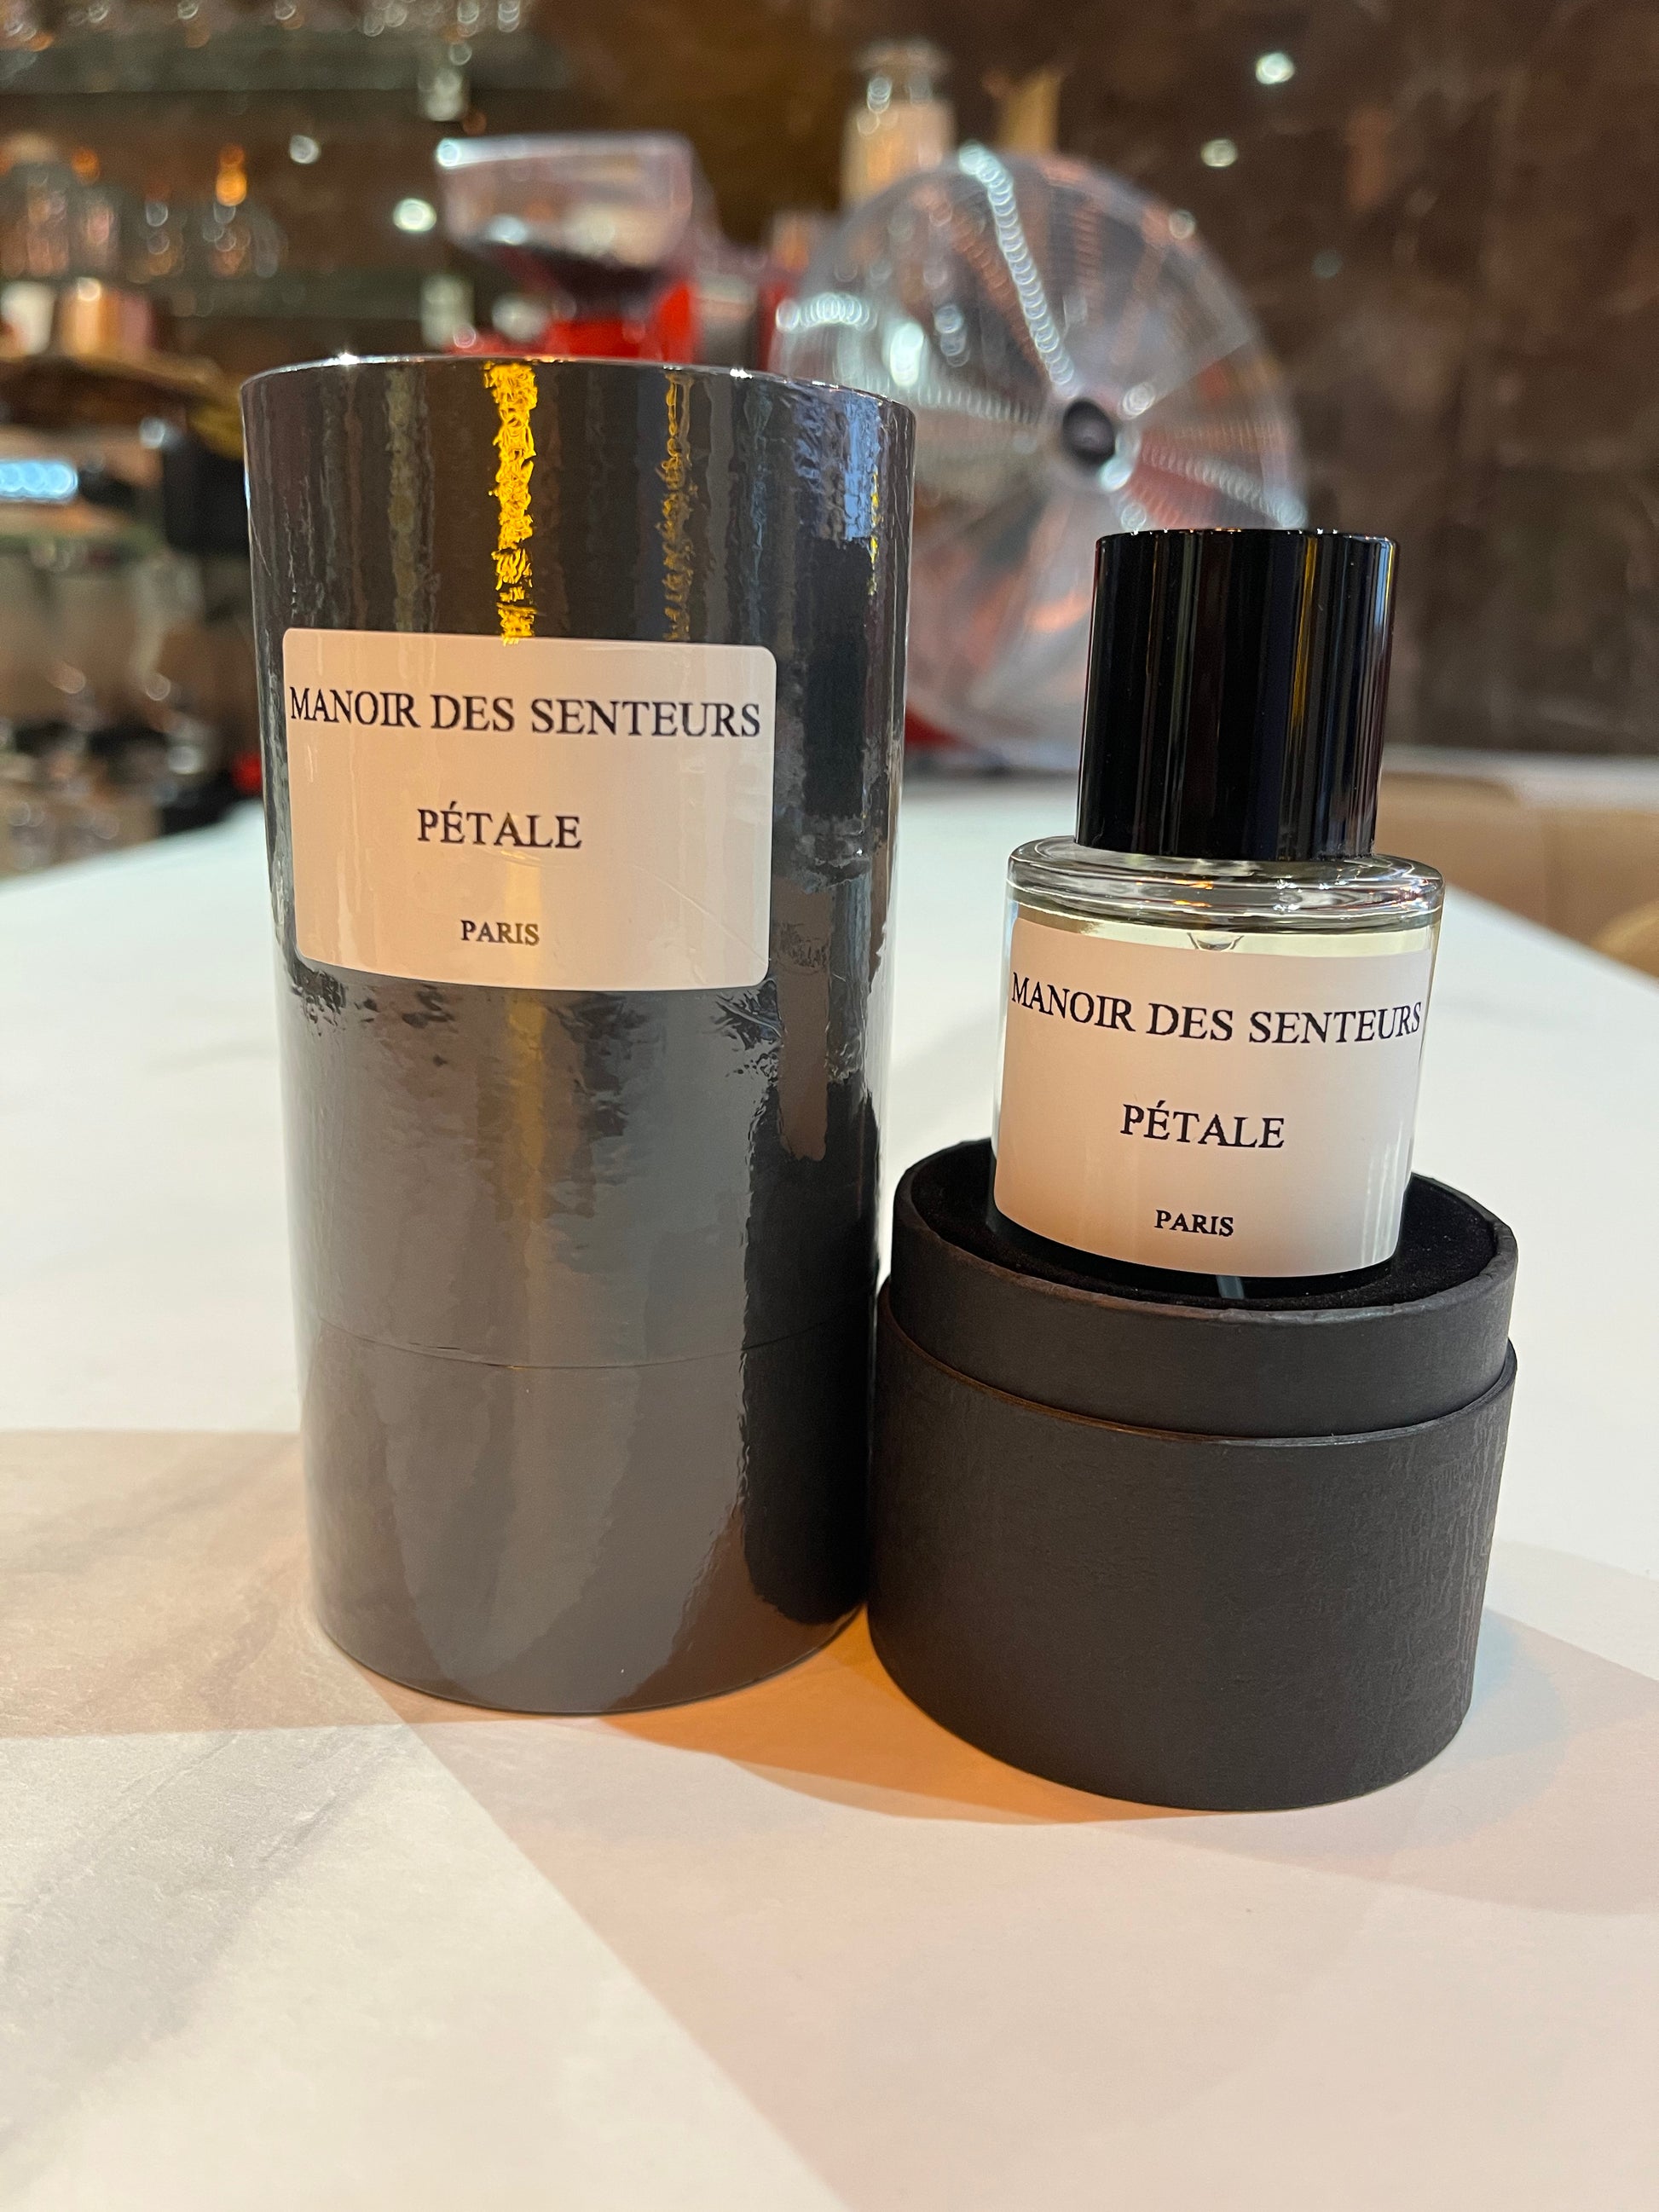 MANOIR DES SENTEURS
PÉTALE
PARIS
MANOIR DES SENTEURS
PÉTALE
PARIS